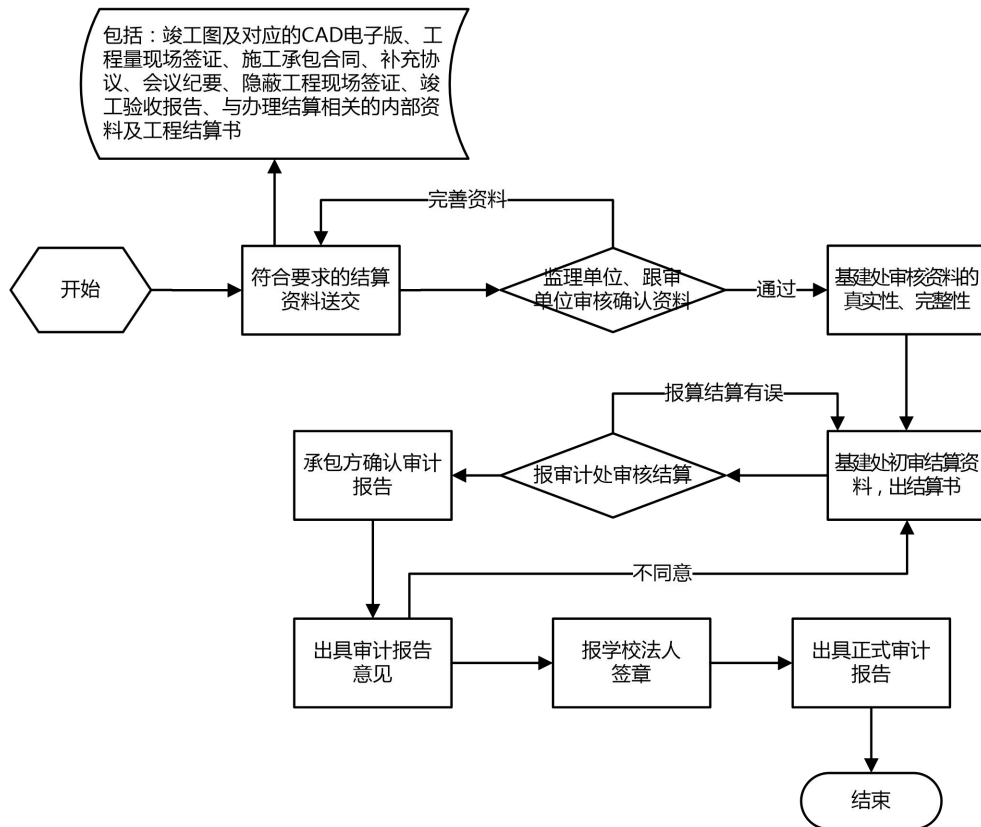 包括：竣工图及对应的CAD电子版、工
程量现场签证、施工承包合同、补充协
议、会议纪要、隐蔽工程现场签证、竣
工验收报告、与办理结算相关的内部资
料及工程结算书
完善资料
开始
符合要求的结算
资料送交
监理单位、跟审
单位审核确认资料
通过
基建处审核资料的
真实性、完整性
报算结算有误
承包方确认审计
报告
报审计处审核结算
基建处初审结算资
料，出结算书
不同意
出具审计报告
意见
报学校法人
签章
出具正式审计
报告
结束